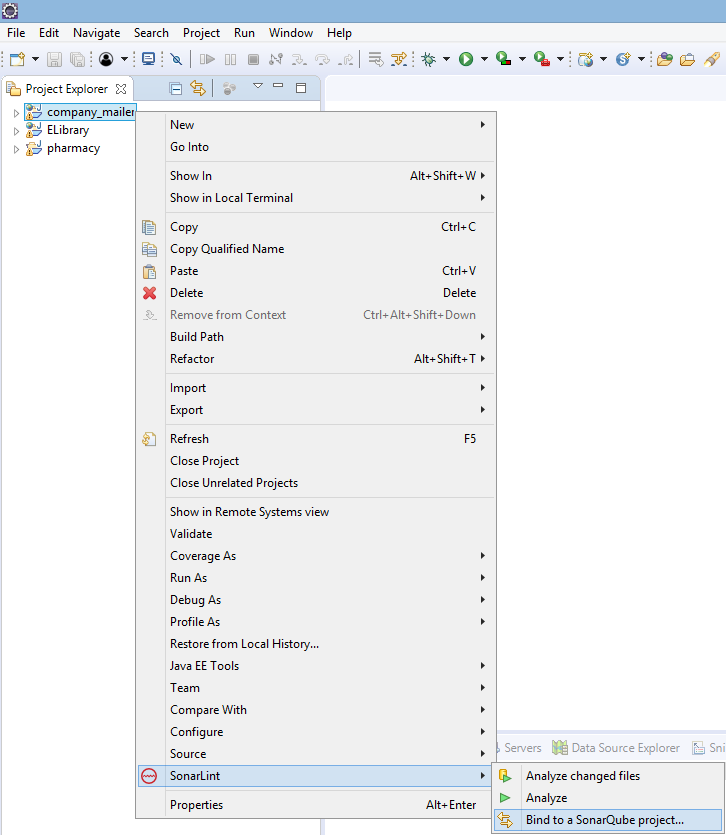 File Edit Navigate Search Project Run Window Help
Project Explorer
company_mailer
ELibrary
pharmacy
New
Go Into
Show In Alt+Shift+W
Show in Local Terminal
Copy Ctrl+C
Copy Qualified Name
Paste Ctrl+V
Delete Delete
Remove from Context Ctrl+Alt+Shift+Down
Build Path
Refactor Alt+Shift+T
Import
Export
Refresh F5
Close Project
Close Unrelated Projects
Show in Remote Systems view
Validate
Coverage As
Run As
Debug As
Profile As
Restore from Local History...
Java EE Tools
Team
Compare With
Configure
Source
Servers Data Source Explorer Sni
SonarLint
Analyze changed files
Analyze
Bind to a SonarQube project...
Properties Alt+Enter